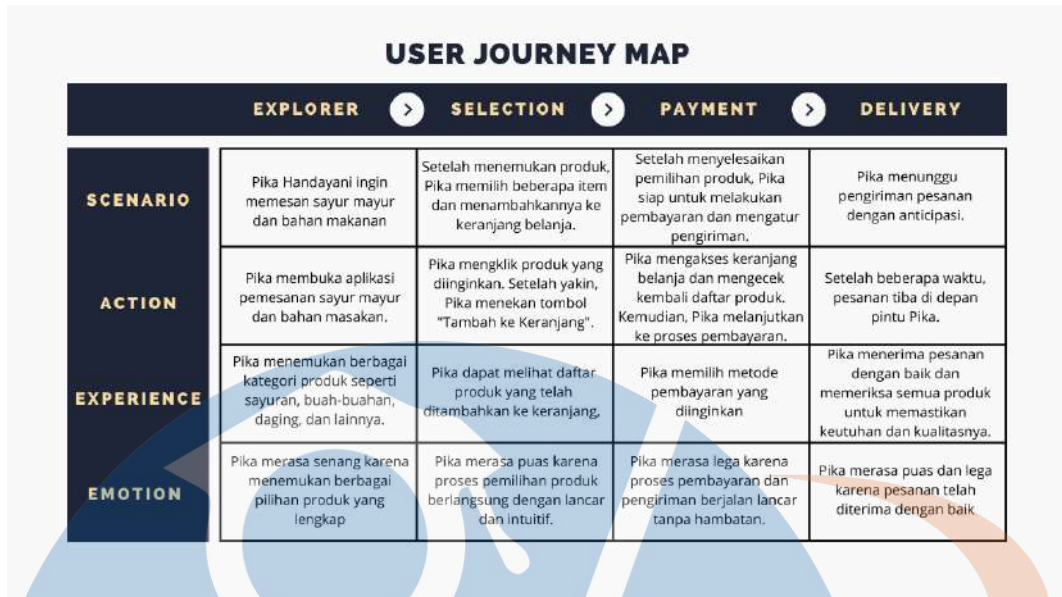 USER JOURNEY MAP
EXPLORER
SELECTION
PAYMENT
DELIVERY
SCENARIO
Pika Handayani ingin
memesan sayur mayur
dan bahan makanan
Setelah menemukan produk,
Pika memilih beberapa item
dan menambahkannya ke
keranjang belanja.
Setelah menyelesaikan
pemilihan produk, Pika
siap untuk melakukan
pembayaran dan mengatur
pengiriman.
Pika menunggu
pengiriman pesanan
dengan anticipasi.
ACTION
Pika membuka aplikasi
pemesanan sayur mayur
dan bahan masakan.
Pika mengklik produk yang
diinginkan. Setelah yakin,
Pika menekan tombol
"Tambah ke Keranjang".
Pika mengakses keranjang
belanja dan mengecek
kembali daftar produk.
Kemudian, Pika melanjutkan
ke proses pembayaran.
Setelah beberapa waktu,
pesanan tiba di depan
pintu Pika.
EXPERIENCE
Pika menemukan berbagai
kategori produk seperti
sayuran, buah-buahan,
daging, dan lainnya.
Pika dapat melihat daftar
produk yang telah
ditambahkan ke keranjang,
Pika memilih metode
pembayaran yang
diinginkan
Pika menerima pesanan
dengan baik dan
memeriksa semua produk
untuk memastikan
keutuhan dan kualitasnya.
EMOTION
Pika merasa senang karena
menemukan berbagai
pilihan produk yang
lengkap
Pika merasa puas karena
proses pemilihan produk
berlangsung dengan lancar
dan intuitif.
Pika merasa lega karena
proses pembayaran dan
pengiriman berjalan lancar
tanpa hambatan.
Pika merasa puas dan lega
karena pesanan telah
diterima dengan baik